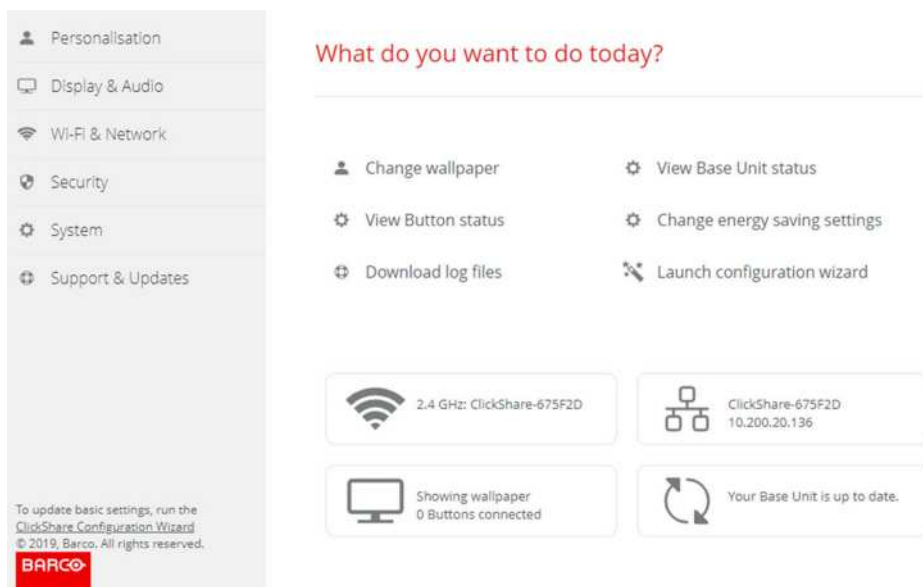 Personalisation
Display & Audio
Wi-Fi & Network
Security
System
Support & Updates
To update basic settings, run the
ClickShare Configuration Wizard
© 2019, Barco. All rights reserved.
BARCO
What do you want to do today?
Change wallpaper
View Base Unit status
View Button status
Change energy saving settings
Download log files
Launch configuration wizard
2.4 GHz: ClickShare-675F2D
ClickShare-675F2D
10.200.20.136
Showing wallpaper
0 Buttons connected
Your Base Unit is up to date.